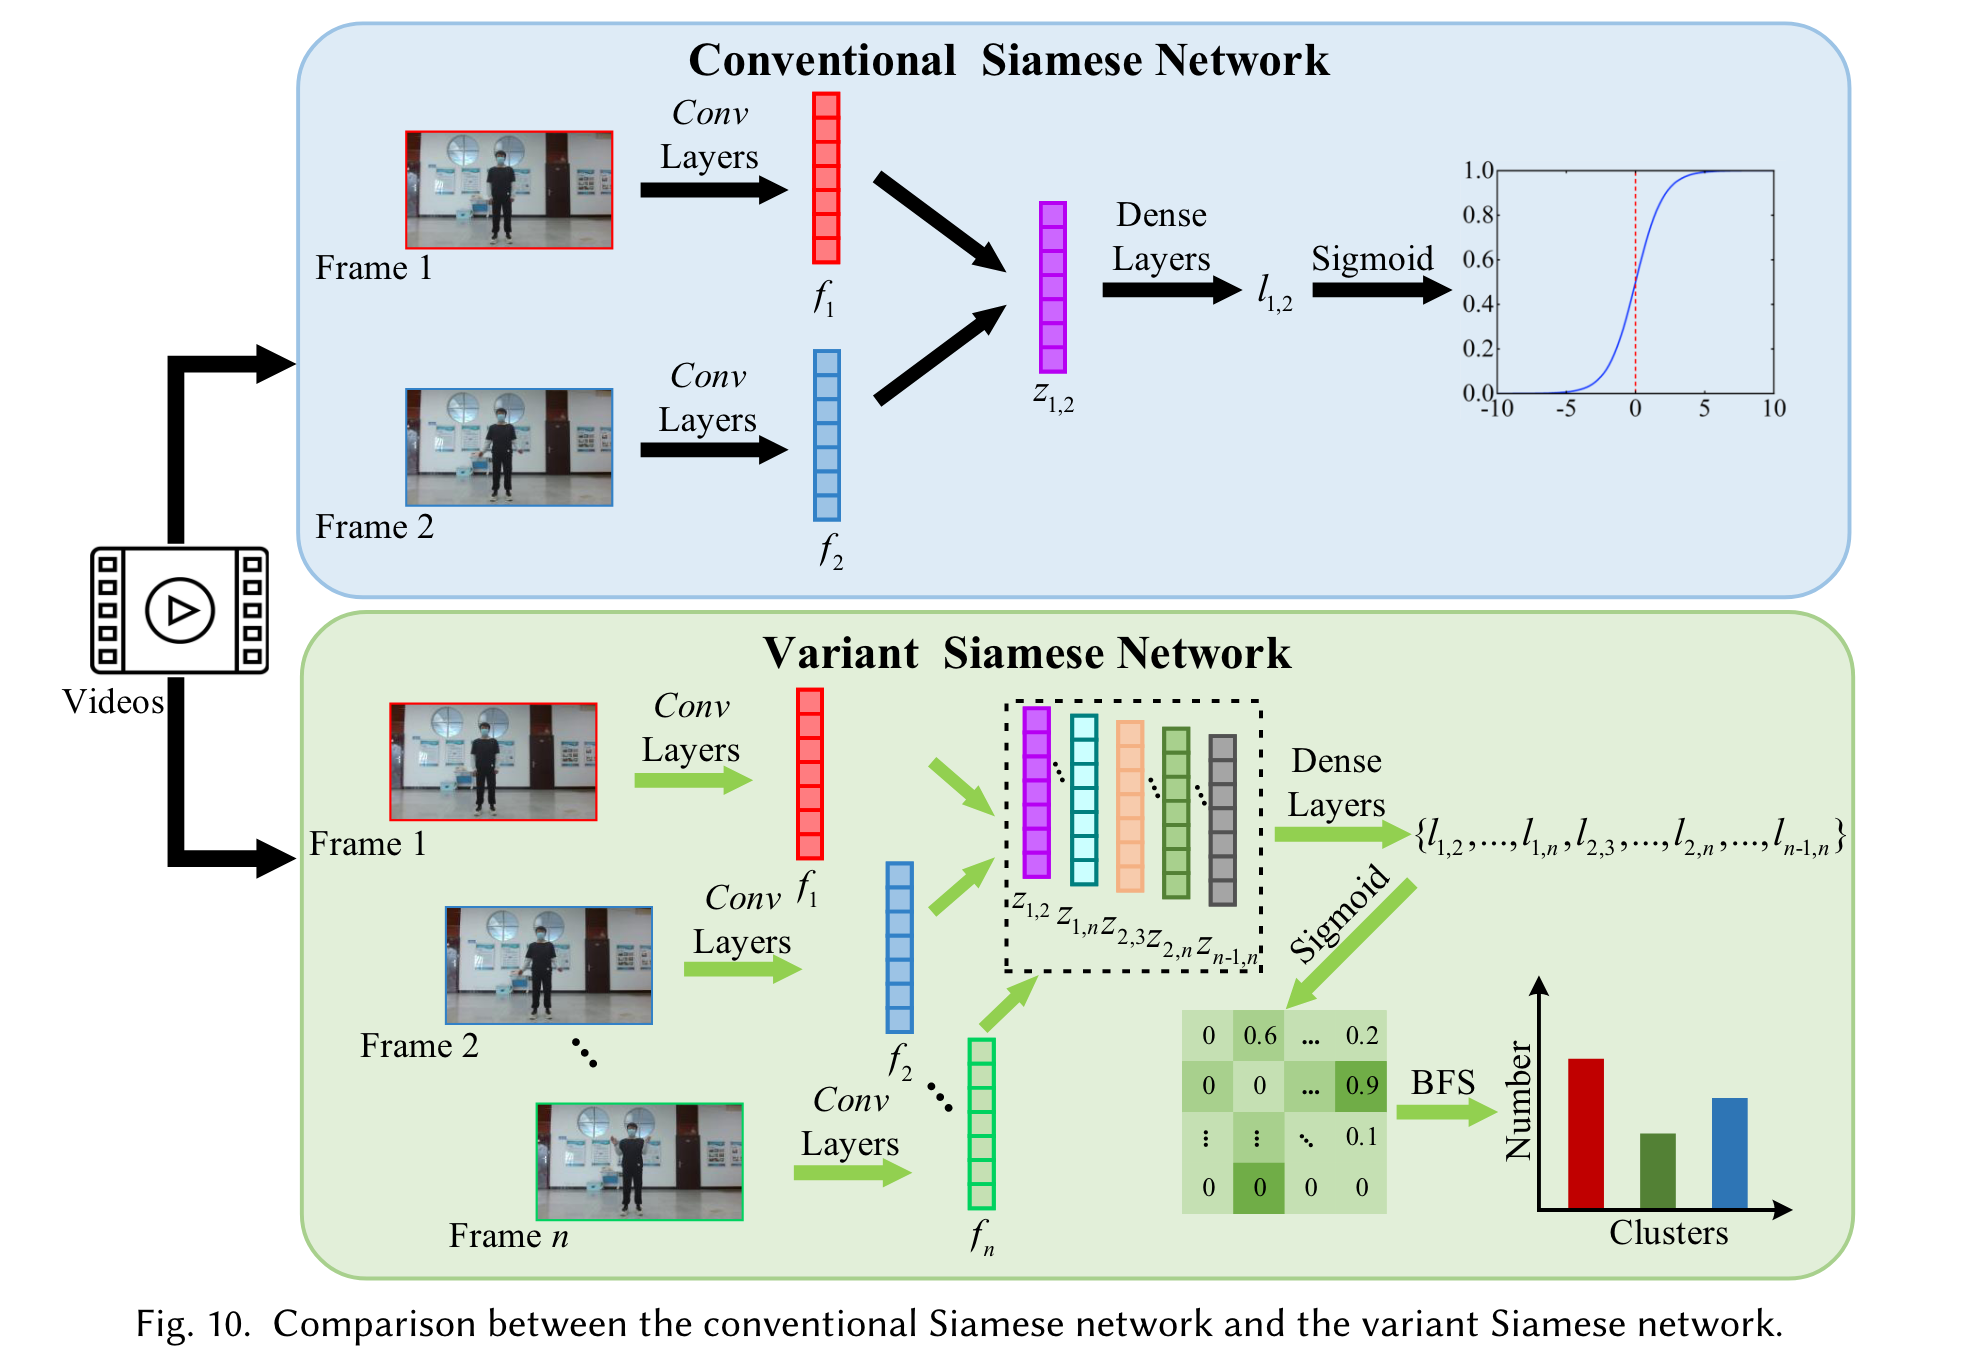 Conventional Siamese Network
Conv
Layers
Frame 1
f1
Conv
Layers
Frame 2
f2
z1,2
Dense
Layers
l1,2
Sigmoid
1.0
0.8
0.6
0.4
0.2
0.0
-10 -5 0 5 10
Videos
Variant Siamese Network
Conv
Layers
Frame 1
f1
Conv
Layers
Frame 2
f2
Conv
Layers
Frame n
fn
z1,2 z1,n z2,3 z2,n zn-1,n
Dense
Layers
{l1,2,...,l1,n,l2,3,...,l2,n,...,ln-1,n}
Sigmoid
0 0.6 ... 0.2
0 0 ... 0.9
⋮ ⋮ ⋱ 0.1
0 0 0 0
BFS
Number
Clusters
Fig. 10. Comparison between the conventional Siamese network and the variant Siamese network.